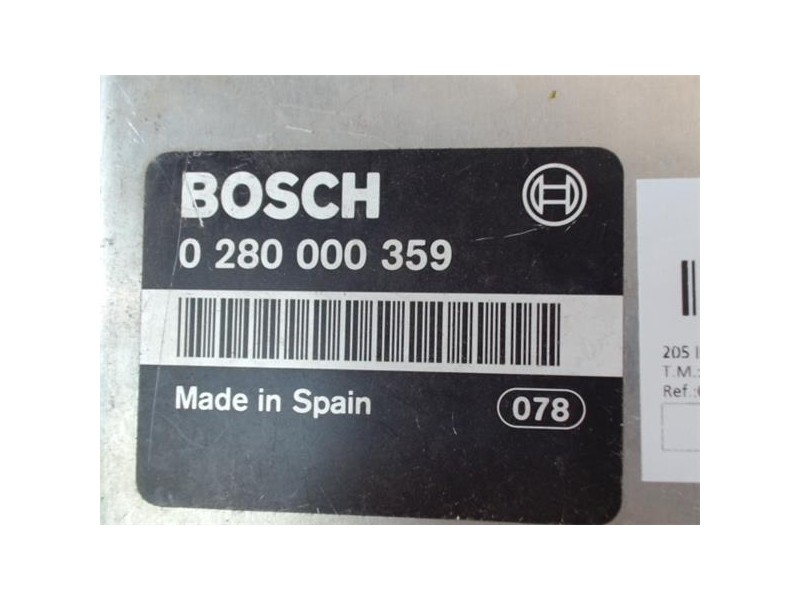 BOSCH
0 280 000 359
Made in Spain
078
205
T.M.:
Ref.: